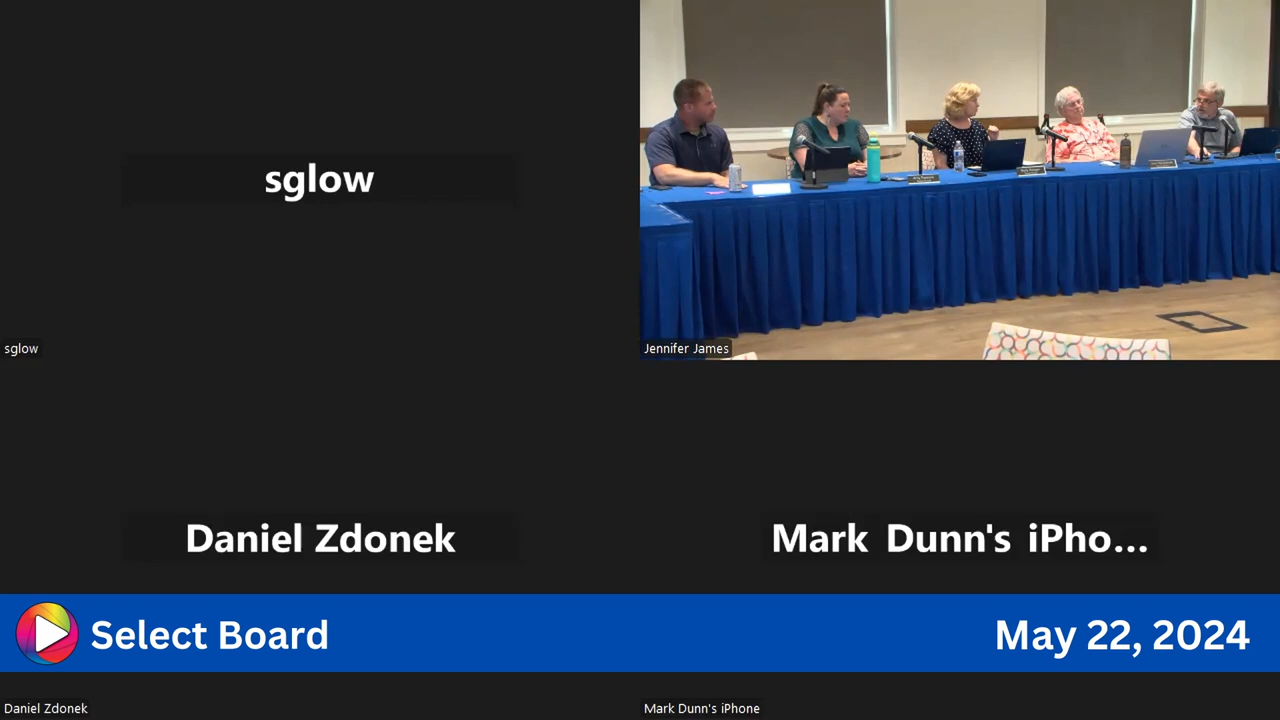 sglow
sglow
Jennifer James
Daniel Zdonek
Mark Dunn's iPho...
Select Board
May 22, 2024
Daniel Zdonek
Mark Dunn's iPhone